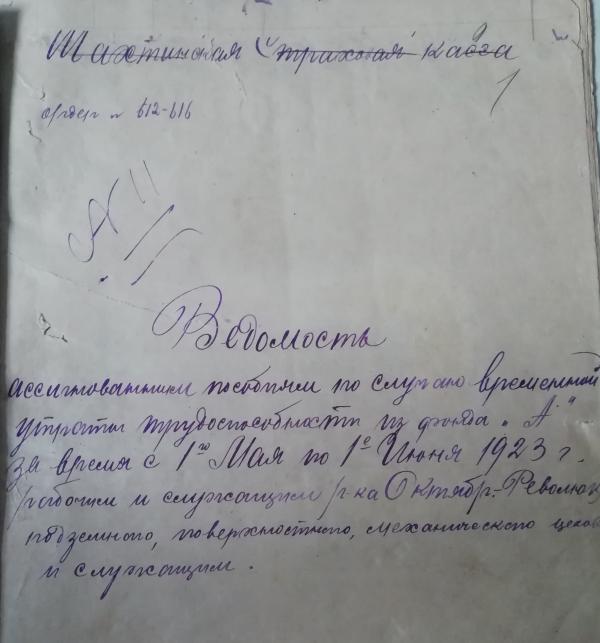 Шахтинская Страховая касса
1
ордер № 612-616
№ 11
Ведомость
ассигнованным пособиям по случаю временной
утраты трудоспособности из фонда „А“
за время с 1го Мая по 1е Июня 1923 г.
рабочим и служащим р-ка Октябр.-Революц
подземного, поверхностного, механического цехов
и служащим.